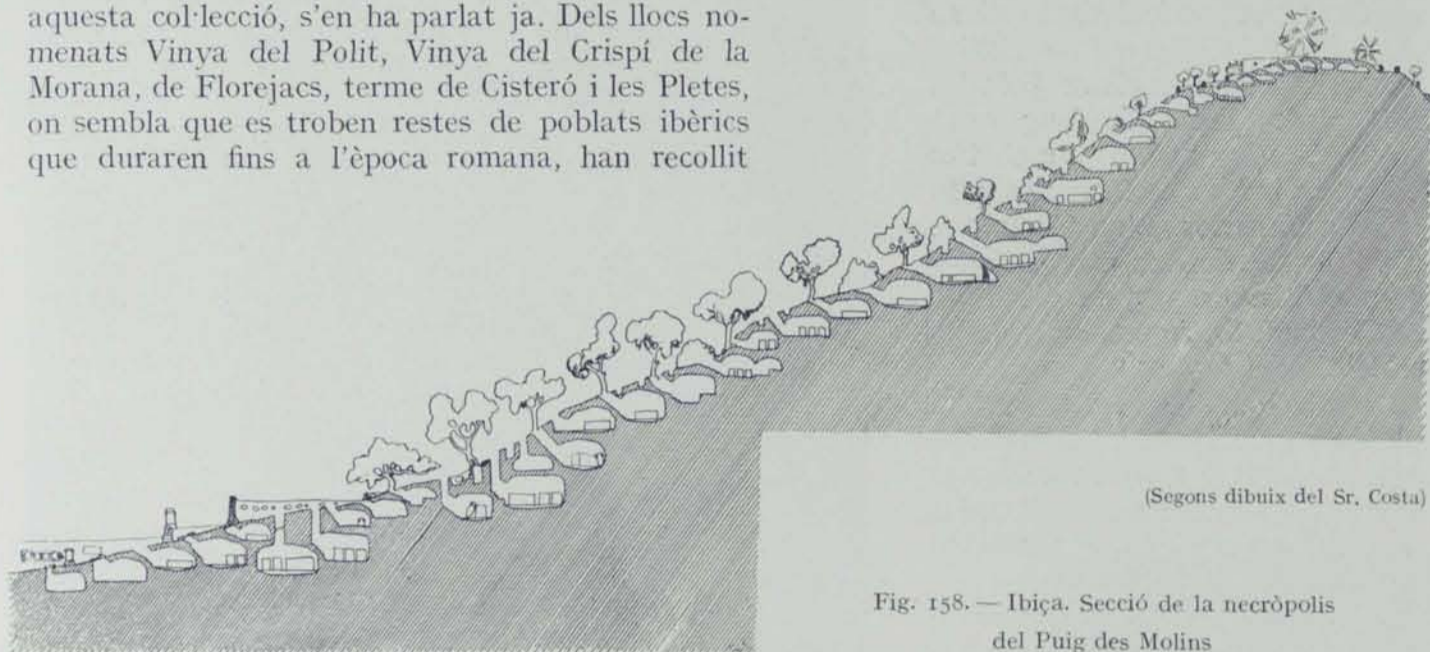 aquesta col·lecció, s'en ha parlat ja. Dels llocs no-
menats Vinya del Polit, Vinya del Crispí de la
Morana, de Florejacs, terme de Cisteró i les Pletes,
on sembla que es troben restes de poblats ibèrics
que duraren fins a l'època romana, han recollit
(Segons dibuix del Sr. Costa)
Fig. 158. — Ibiça. Secció de la necròpolis
del Puig des Molins